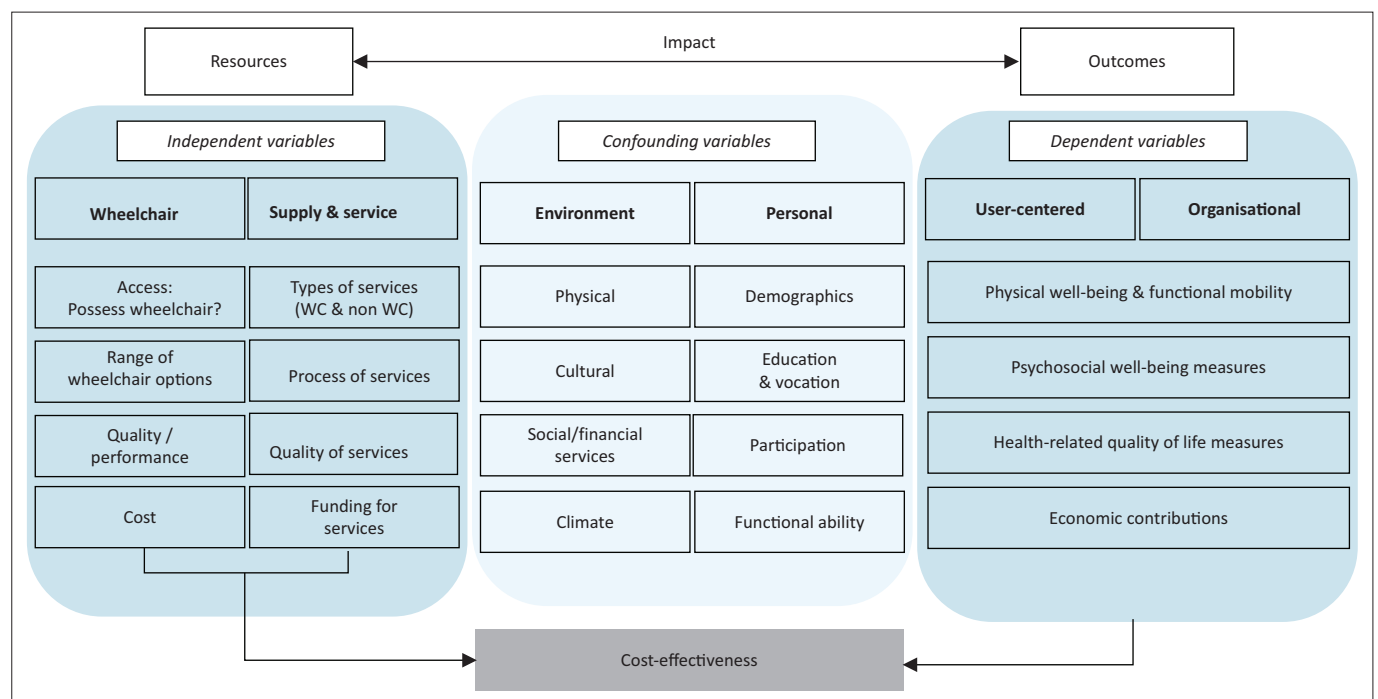 Impact
Resources
Outcomes
Independent variables
Confounding variables
Dependent variables
Wheelchair
Supply & service
Environment
Personal
User-centered
Organisational
Access:
Possess wheelchair?
Types of services
(WC & non WC)
Physical
Demographics
Physical well-being & functional mobility
Range of
wheelchair options
Process of services
Cultural
Education
& vocation
Psychosocial well-being measures
Quality /
performance
Quality of services
Social/financial
services
Participation
Health-related quality of life measures
Cost
Funding for
services
Climate
Functional ability
Economic contributions
Cost-effectiveness